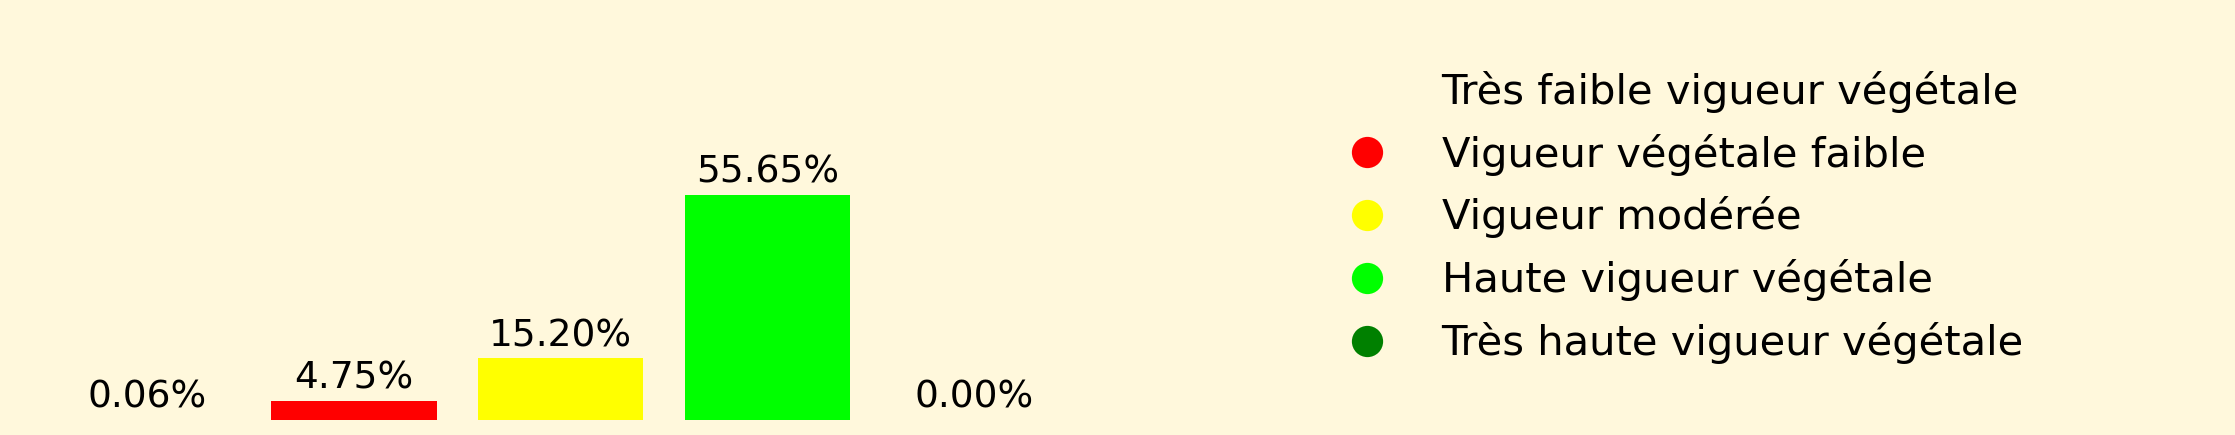 55.65%
15.20%
4.75%
0.06%
0.00%
Très faible vigueur végétale
Vigueur végétale faible
Vigueur modérée
Haute vigueur végétale
Très haute vigueur végétale